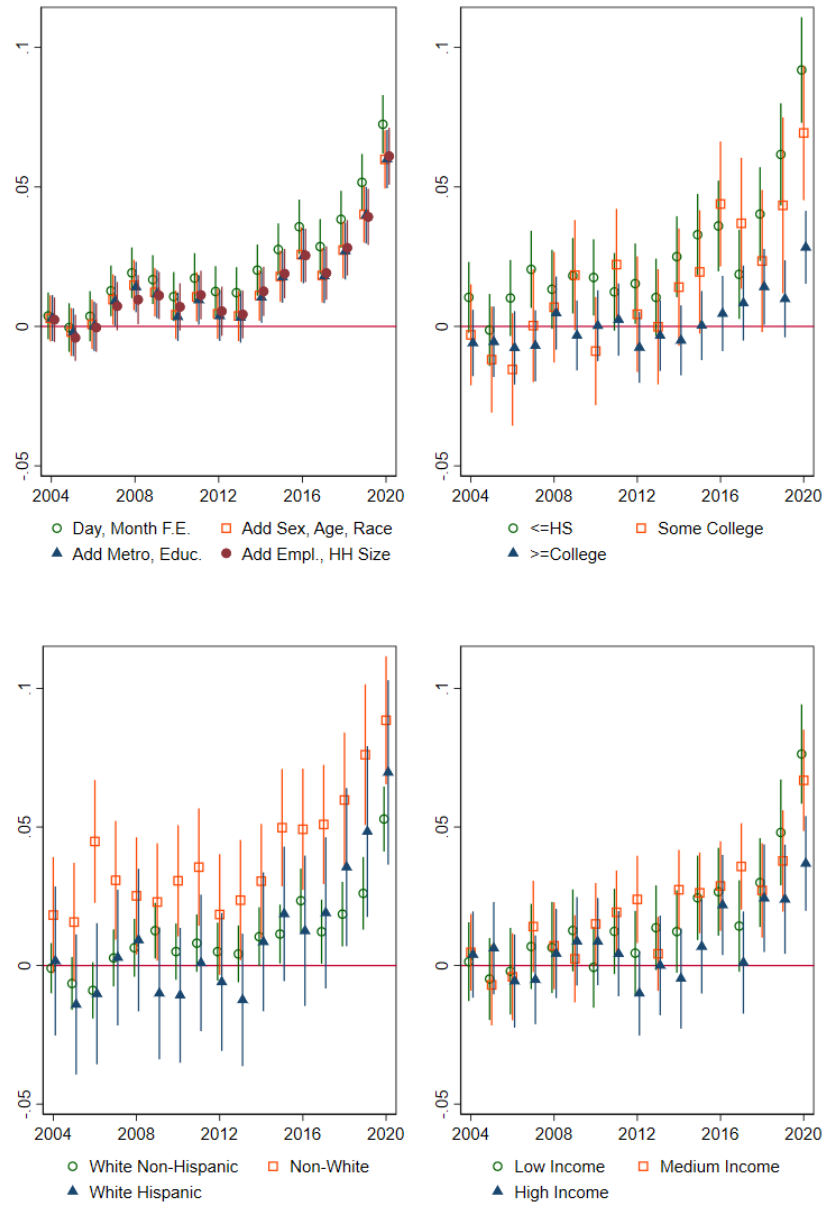 .1
.05
0
-.05
2004 2008 2012 2016 2020
Day, Month F.E. Add Sex, Age, Race
Add Metro, Educ. Add Empl., HH Size
.1
.05
0
-.05
2004 2008 2012 2016 2020
<=HS Some College
>=College
.1
.05
0
-.05
2004 2008 2012 2016 2020
White Non-Hispanic Non-White
White Hispanic
.1
.05
0
-.05
2004 2008 2012 2016 2020
Low Income Medium Income
High Income